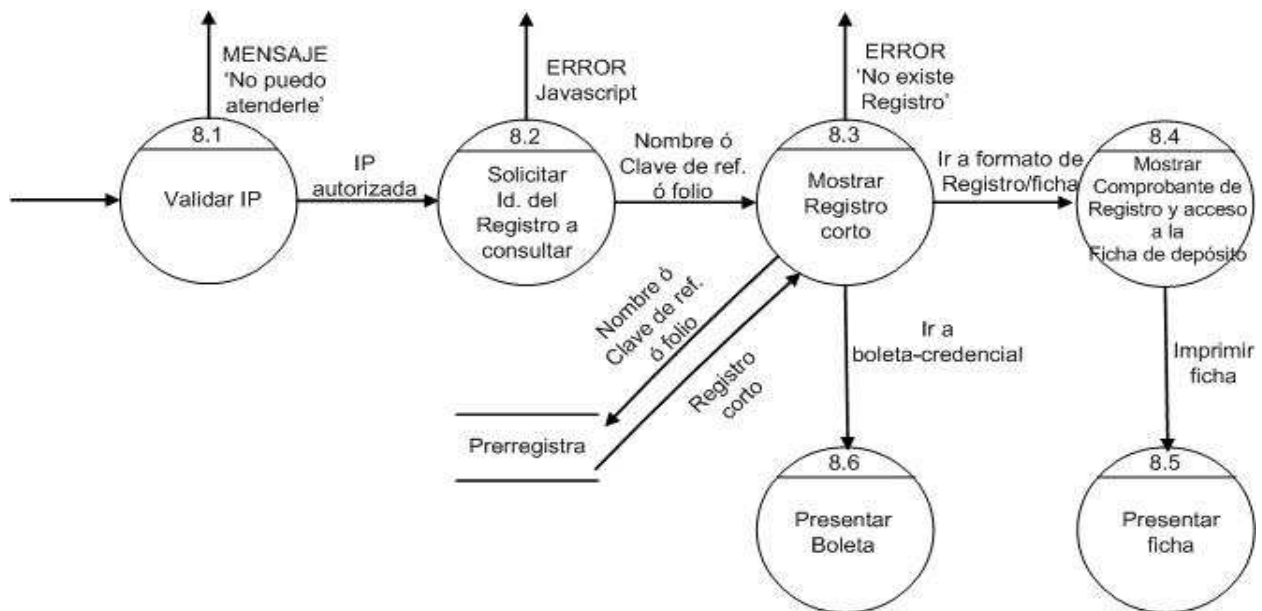 MENSAJE
‘No puedo
atenderle’
ERROR
Javascript
ERROR
‘No existe
Registro’
8.1
Validar IP
IP
autorizada
8.2
Solicitar
Id. del
Registro a
consultar
Nombre ó
Clave de ref.
ó folio
8.3
Mostrar
Registro
corto
Ir a formato de
Registro/ficha
8.4
Mostrar
Comprobante de
Registro y acceso
a la
Ficha de depósito
Nombre ó
Clave de ref.
ó folio
Registro
corto
Prerregistra
Ir a
boleta-credencial
Imprimir
ficha
8.6
Presentar
Boleta
8.5
Presentar
ficha